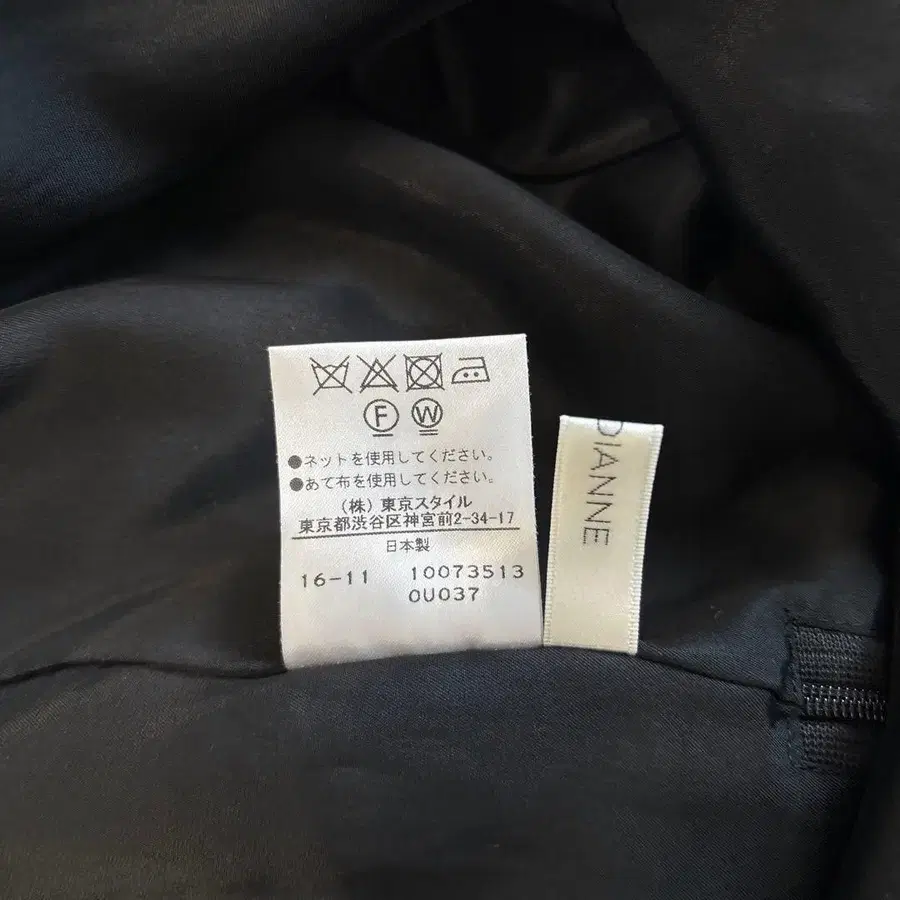 F W
●ネットを使用してください。
●あて布を使用してください。
(株)東京スタイル
東京都渋谷区神宮前2-34-17
日本製
16-11 10073513
0U037
DIANNE